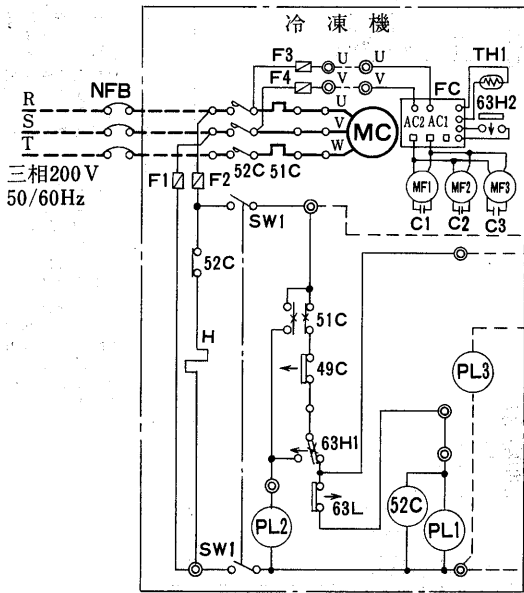 冷凍機
F3 U U
F4 V V
TH1
FC
63H2
NFB
R
S
T
U
V
W
MC
AC2 AC1
三相200V
50/60Hz
F1 F2
52C 51C
SW1
MF1 MF2 MF3
C1 C2 C3
52C
51C
H
49C
PL3
63H1
63L
52C
PL2
PL1
SW1